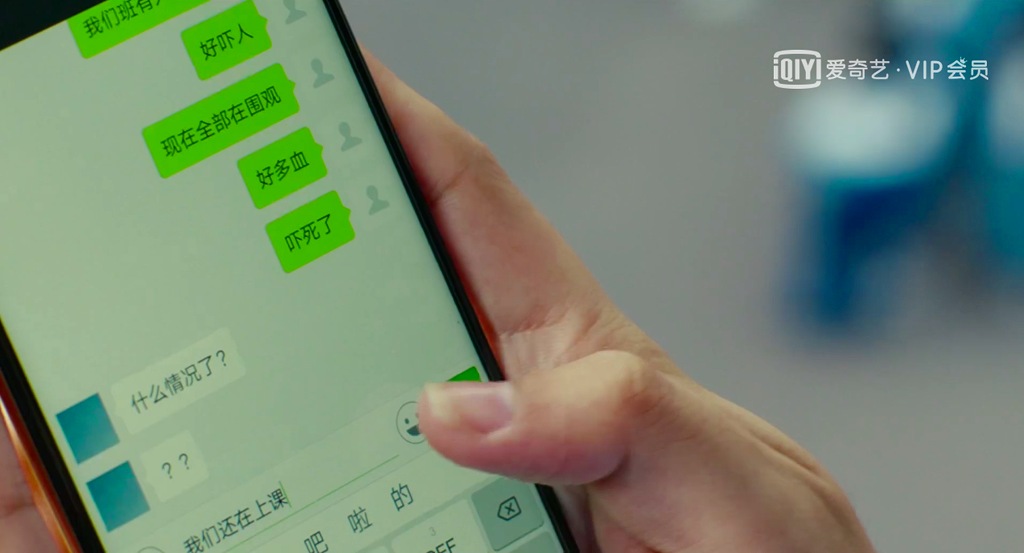 我们班有
好吓人
现在全部在围观
好多血
吓死了
什么情况了？
？？
我们还在上课
吧 啦 的
3
iQIYI 爱奇艺·VIP会员